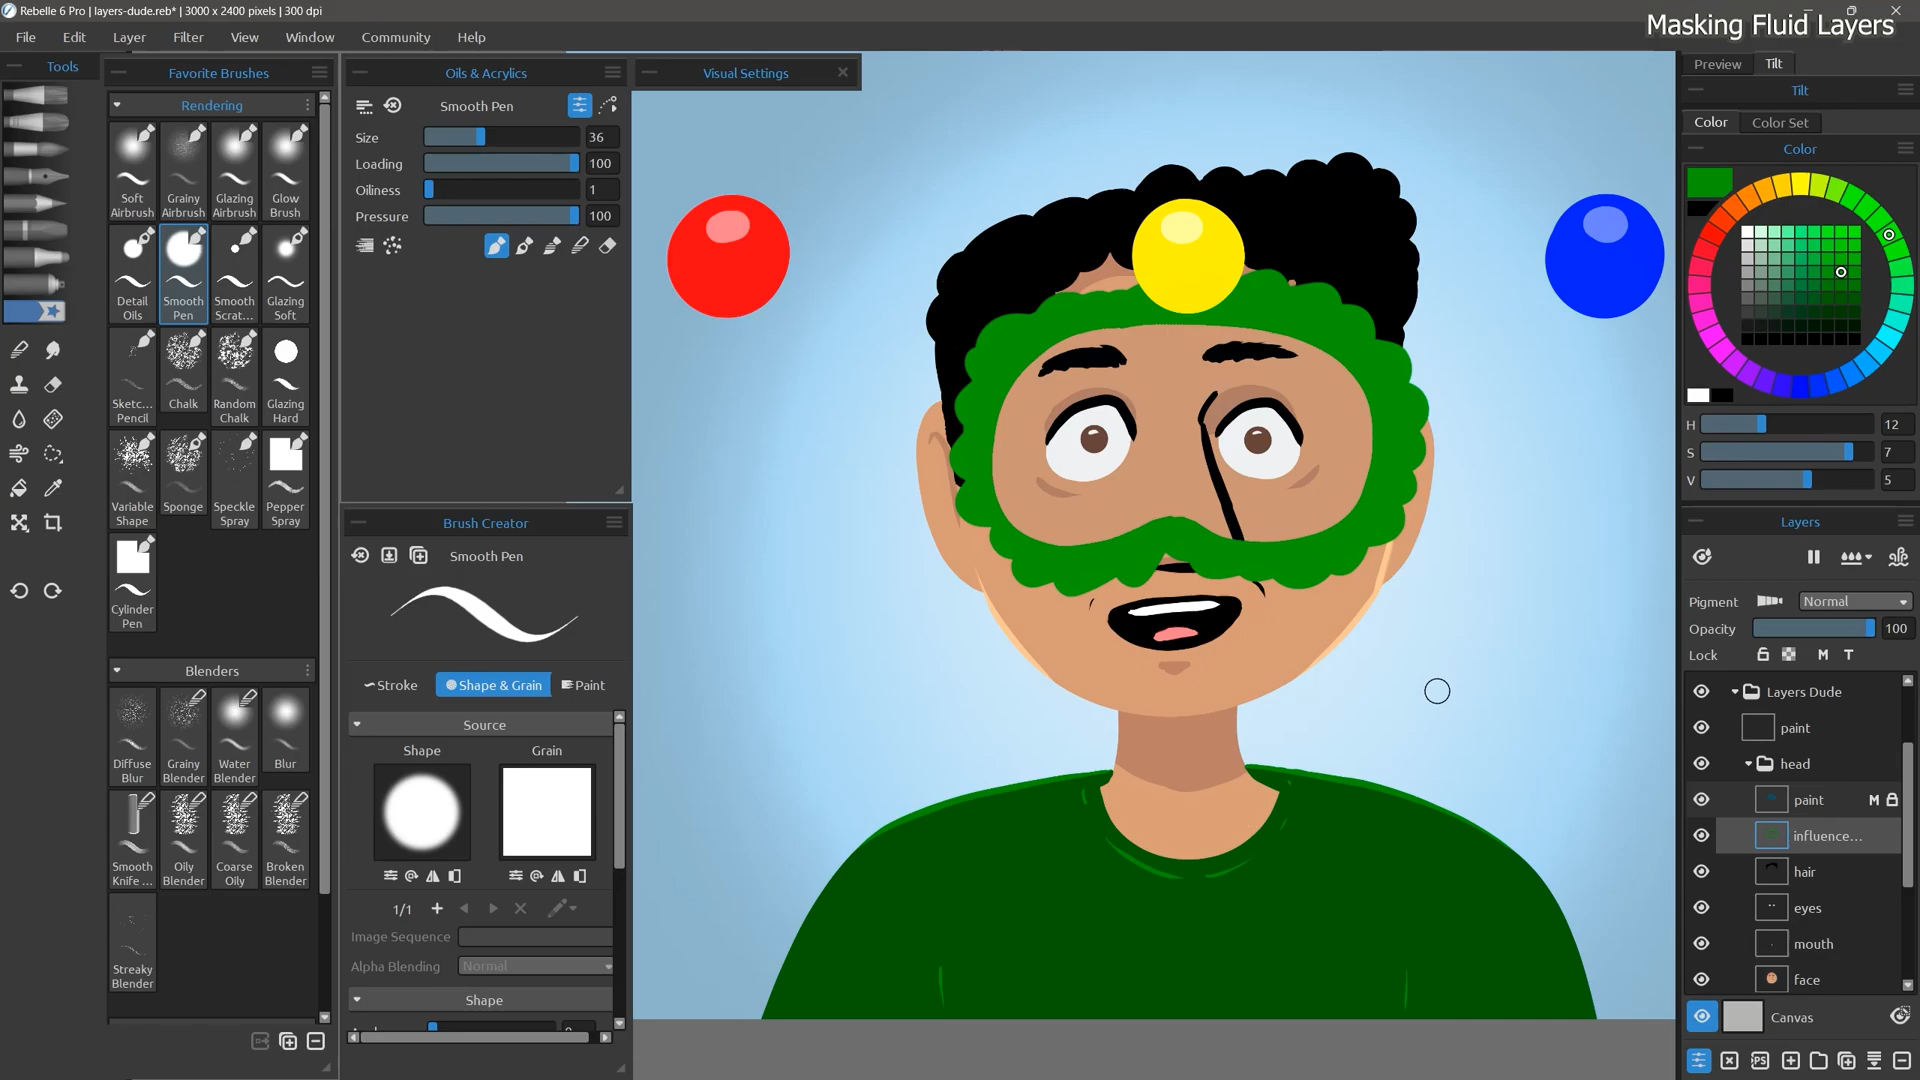 Rebelle 6 Pro | layers-dude.reb* | 3000 x 2400 pixels | 300 dpi
Masking Fluid Layers
File Edit Layer Filter View Window Community Help
Tools
Favorite Brushes
Rendering
Soft Airbrush
Grainy Airbrush
Glazing Airbrush
Glow Brush
Detail Oils
Smooth Pen
Smooth Scrat...
Glazing Soft
Sketc... Pencil
Chalk
Random Chalk
Glazing Hard
Variable Shape
Sponge
Speckle Spray
Pepper Spray
Cylinder Pen
Blenders
Diffuse Blur
Grainy Blender
Water Blender
Blur
Smooth Knife ...
Oily Blender
Coarse Oily
Broken Blender
Streaky Blender
Oils & Acrylics
Smooth Pen
Size 36
Loading 100
Oiliness 1
Pressure 100
Brush Creator
Smooth Pen
Stroke Shape & Grain Paint
Source
Shape Grain
1/1
Image Sequence
Alpha Blending Normal
Shape
Visual Settings
Preview Tilt
Tilt
Color Color Set
Color
H 12
S 7
V 5
Layers
Pigment Normal
Opacity 100
Lock M T
Layers Dude
paint
head
paint M
influence...
hair
eyes
mouth
face
Canvas
PS